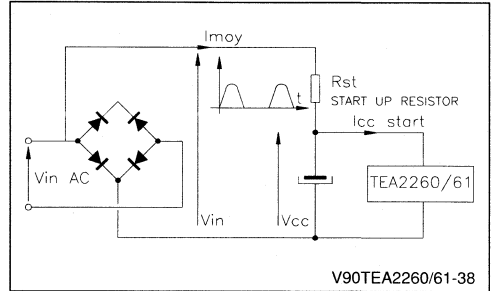 Imoy
Rst
START UP RESISTOR
t
Icc start
Vin AC
Vin
Vcc
TEA2260/61
V90TEA2260/61-38